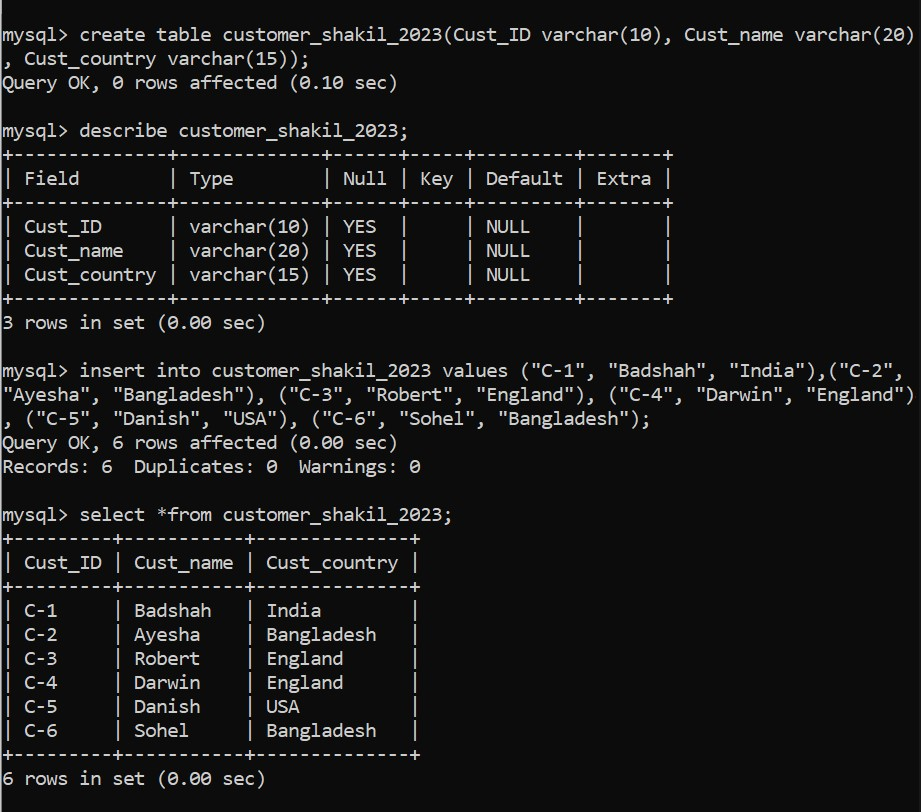 mysql> create table customer_shakil_2023(Cust_ID varchar(10), Cust_name varchar(20)
, Cust_country varchar(15));
Query OK, 0 rows affected (0.10 sec)

mysql> describe customer_shakil_2023;
+--------------+-------------+------+-----+---------+-------+
| Field        | Type        | Null | Key | Default | Extra |
+--------------+-------------+------+-----+---------+-------+
| Cust_ID      | varchar(10) | YES  |     | NULL    |       |
| Cust_name    | varchar(20) | YES  |     | NULL    |       |
| Cust_country | varchar(15) | YES  |     | NULL    |       |
+--------------+-------------+------+-----+---------+-------+
3 rows in set (0.00 sec)

mysql> insert into customer_shakil_2023 values ("C-1", "Badshah", "India"),("C-2",
"Ayesha", "Bangladesh"), ("C-3", "Robert", "England"), ("C-4", "Darwin", "England")
, ("C-5", "Danish", "USA"), ("C-6", "Sohel", "Bangladesh");
Query OK, 6 rows affected (0.00 sec)
Records: 6  Duplicates: 0  Warnings: 0

mysql> select *from customer_shakil_2023;
+---------+-----------+--------------+
| Cust_ID | Cust_name | Cust_country |
+---------+-----------+--------------+
| C-1     | Badshah   | India        |
| C-2     | Ayesha    | Bangladesh   |
| C-3     | Robert    | England      |
| C-4     | Darwin    | England      |
| C-5     | Danish    | USA          |
| C-6     | Sohel     | Bangladesh   |
+---------+-----------+--------------+
6 rows in set (0.00 sec)